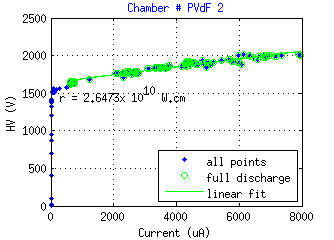 Chamber # PVdF 2
2500
2000
1500
1000
500
0
HV (V)
r = 2.6473x 10^10 W.cm
all points
full discharge
linear fit
0 2000 4000 6000 8000
Current (uA)